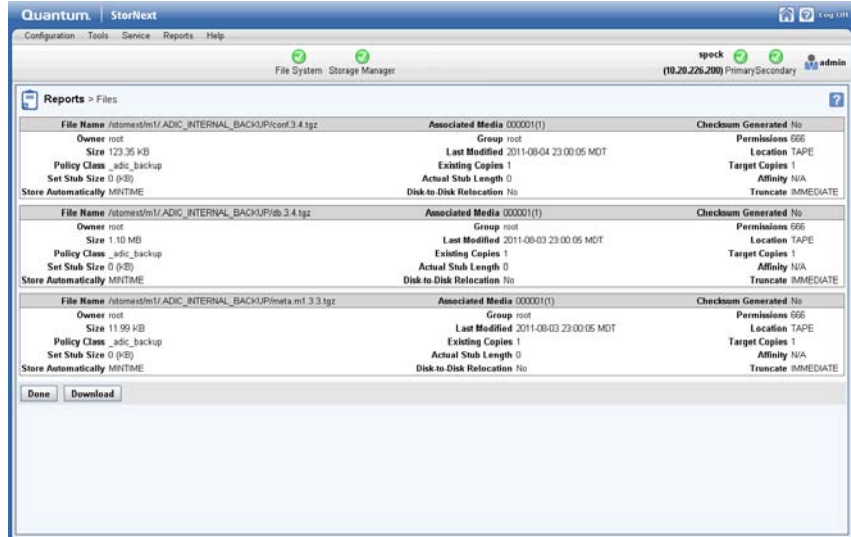 Quantum. | StorNext
Log Off
Configuration Tools Service Reports Help
File System Storage Manager
spock
(10.20.226.200) Primary Secondary
admin
Reports > Files
File Name /stornext/m1/.ADIC_INTERNAL_BACKUP/conf.3.4.tgz Associated Media 000001(1) Checksum Generated No
Owner root Group root Permissions 666
Size 123.35 KB Last Modified 2011-08-04 23:00:05 MDT Location TAPE
Policy Class _adic_backup Existing Copies 1 Target Copies 1
Set Stub Size 0 (KB) Actual Stub Length 0 Affinity N/A
Store Automatically MINTIME Disk-to-Disk Relocation No Truncate IMMEDIATE
File Name /stornext/m1/.ADIC_INTERNAL_BACKUP/db.3.4.tgz Associated Media 000001(1) Checksum Generated No
Owner root Group root Permissions 666
Size 1.10 MB Last Modified 2011-08-03 23:00:05 MDT Location TAPE
Policy Class _adic_backup Existing Copies 1 Target Copies 1
Set Stub Size 0 (KB) Actual Stub Length 0 Affinity N/A
Store Automatically MINTIME Disk-to-Disk Relocation No Truncate IMMEDIATE
File Name /stornext/m1/.ADIC_INTERNAL_BACKUP/meta.m1.3.3.tgz Associated Media 000001(1) Checksum Generated No
Owner root Group root Permissions 666
Size 11.99 KB Last Modified 2011-08-03 23:00:05 MDT Location TAPE
Policy Class _adic_backup Existing Copies 1 Target Copies 1
Set Stub Size 0 (KB) Actual Stub Length 0 Affinity N/A
Store Automatically MINTIME Disk-to-Disk Relocation No Truncate IMMEDIATE
Done Download